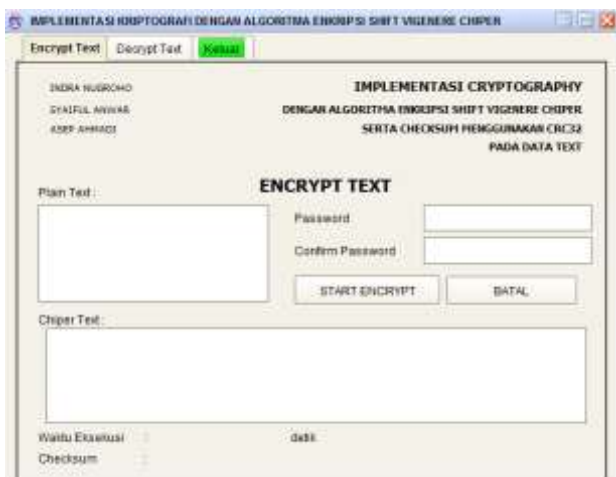 IMPLEMENTASI KRIPTOGRAFI DENGAN ALGORITMA ENKRIPSI SHIFT VIGENERE CHIPER
Encrypt Text Decrypt Text Keluar
INDRA NUGROHO
SYAIFUL ANWAR
ASEP AHMADI
IMPLEMENTASI CRYPTOGRAPHY
DENGAN ALGORITMA ENKRIPSI SHIFT VIGENERE CHIPER
SERTA CHECKSUM MENGGUNAKAN CRC32
PADA DATA TEXT
ENCRYPT TEXT
Plain Text :
Password
Confirm Password
START ENCRYPT BATAL
Chiper Text :
Waktu Eksekusi : detik
Checksum :